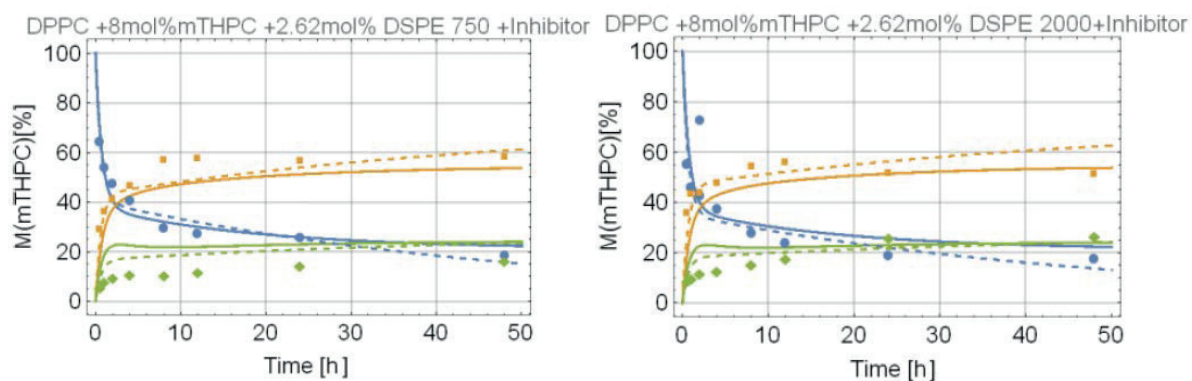 DPPC +8mol%mTHPC +2.62mol% DSPE 750 +Inhibitor
M(mTHPC)[%]
100
80
60
40
20
0
0 10 20 30 40 50
Time [h]
DPPC +8mol%mTHPC +2.62mol% DSPE 2000+Inhibitor
M(mTHPC)[%]
100
80
60
40
20
0
0 10 20 30 40 50
Time [h]